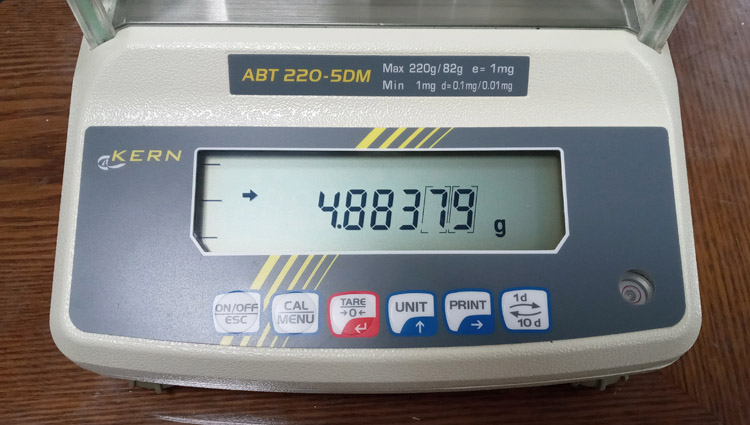 ABT 220-5DM
Max 220g/82g e= 1mg
Min 1mg d=0.1mg/0.01mg
KERN
4.88379 g
ON/OFF
ESC
CAL
MENU
TARE
→0←
UNIT
PRINT
1d
10 d